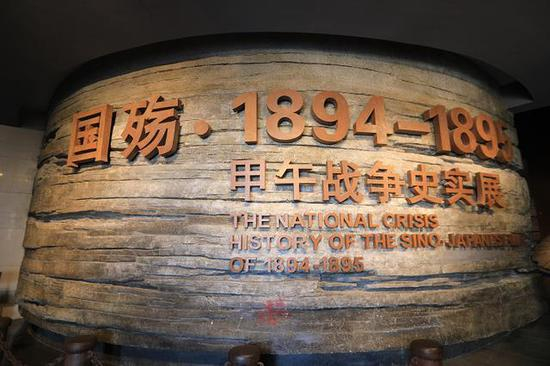 国殇·1894-1895
甲午战争史实展
THE NATIONAL CRISIS
HISTORY OF THE SINO-JAPANESE
OF 1894-1895